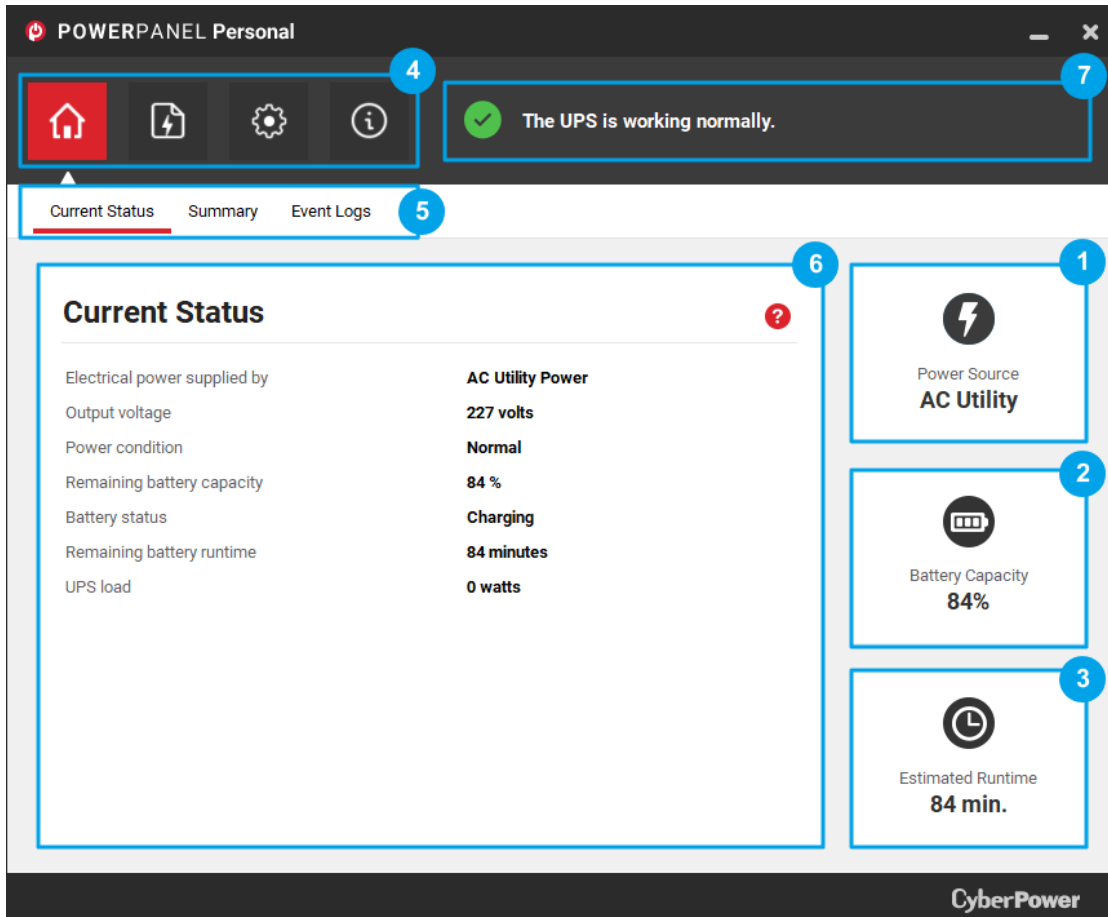 POWERPANEL Personal
4
7
The UPS is working normally.
Current Status Summary Event Logs 5
6
1
Current Status ?
Electrical power supplied by AC Utility Power
Output voltage 227 volts
Power condition Normal
Remaining battery capacity 84 %
Battery status Charging
Remaining battery runtime 84 minutes
UPS load 0 watts
Power Source
AC Utility
2
Battery Capacity
84%
3
Estimated Runtime
84 min.
CyberPower